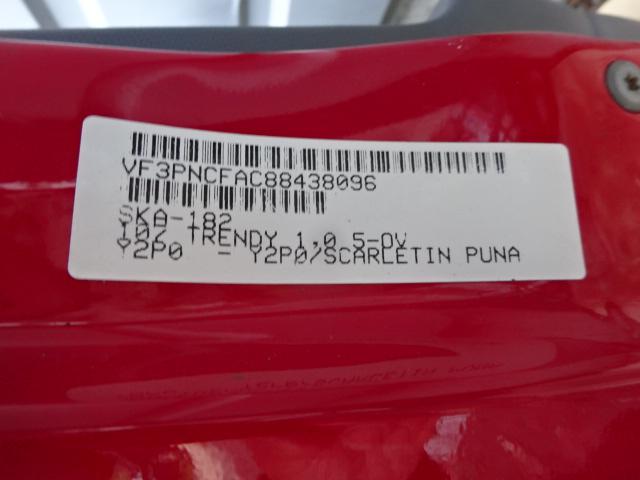 VF3PNCFAC88438096
SKA-182
107 TRENDY 1,0 5-OV
Y2P0 - Y2P0/SCARLETIN PUNA